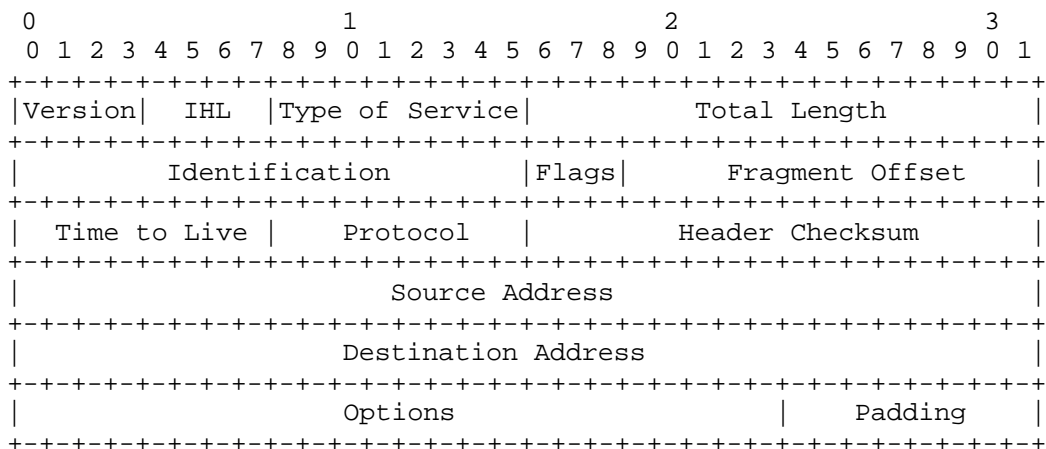 0                   1                   2                   3
0 1 2 3 4 5 6 7 8 9 0 1 2 3 4 5 6 7 8 9 0 1 2 3 4 5 6 7 8 9 0 1
+-+-+-+-+-+-+-+-+-+-+-+-+-+-+-+-+-+-+-+-+-+-+-+-+-+-+-+-+-+-+-+-+
|Version|  IHL  |Type of Service|          Total Length         |
+-+-+-+-+-+-+-+-+-+-+-+-+-+-+-+-+-+-+-+-+-+-+-+-+-+-+-+-+-+-+-+-+
|         Identification        |Flags|      Fragment Offset    |
+-+-+-+-+-+-+-+-+-+-+-+-+-+-+-+-+-+-+-+-+-+-+-+-+-+-+-+-+-+-+-+-+
|  Time to Live |    Protocol   |         Header Checksum       |
+-+-+-+-+-+-+-+-+-+-+-+-+-+-+-+-+-+-+-+-+-+-+-+-+-+-+-+-+-+-+-+-+
|                       Source Address                          |
+-+-+-+-+-+-+-+-+-+-+-+-+-+-+-+-+-+-+-+-+-+-+-+-+-+-+-+-+-+-+-+-+
|                    Destination Address                        |
+-+-+-+-+-+-+-+-+-+-+-+-+-+-+-+-+-+-+-+-+-+-+-+-+-+-+-+-+-+-+-+-+
|                    Options                    |    Padding    |
+-+-+-+-+-+-+-+-+-+-+-+-+-+-+-+-+-+-+-+-+-+-+-+-+-+-+-+-+-+-+-+-+